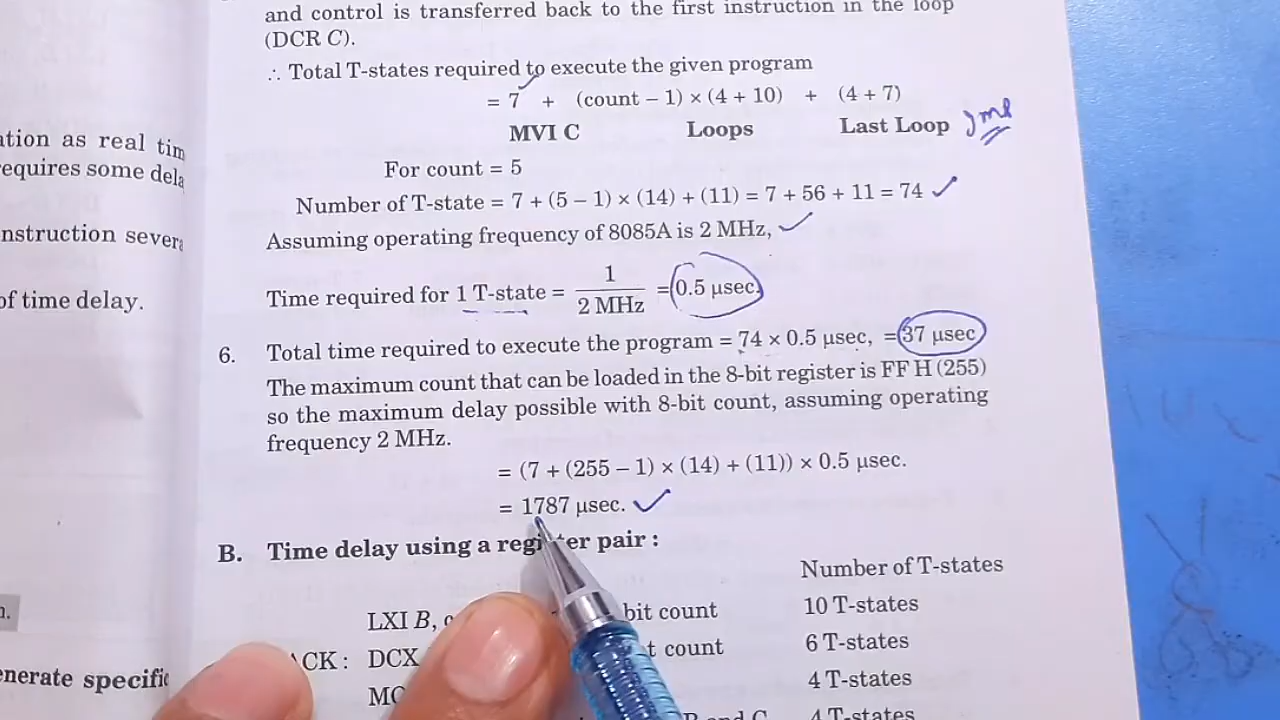 and control is transferred back to the first instruction in the loop
(DCR C).
∴ Total T-states required to execute the given program
= 7 + (count – 1) × (4 + 10) + (4 + 7)
MVI C Loops Last Loop
For count = 5
Number of T-state = 7 + (5 – 1) × (14) + (11) = 7 + 56 + 11 = 74
Assuming operating frequency of 8085A is 2 MHz,
Time required for 1 T-state = 1 / 2 MHz = 0.5 μsec.
6. Total time required to execute the program = 74 × 0.5 μsec, = 37 μsec
The maximum count that can be loaded in the 8-bit register is FF H (255)
so the maximum delay possible with 8-bit count, assuming operating
frequency 2 MHz.
= (7 + (255 – 1) × (14) + (11)) × 0.5 μsec.
= 1787 μsec.
B. Time delay using a register pair :
Number of T-states
LXI B, bit count 10 T-states
DCX count 6 T-states
4 T-states
and C 4 T-states
ation as real
equires some
nstruction
of time delay.
enerate